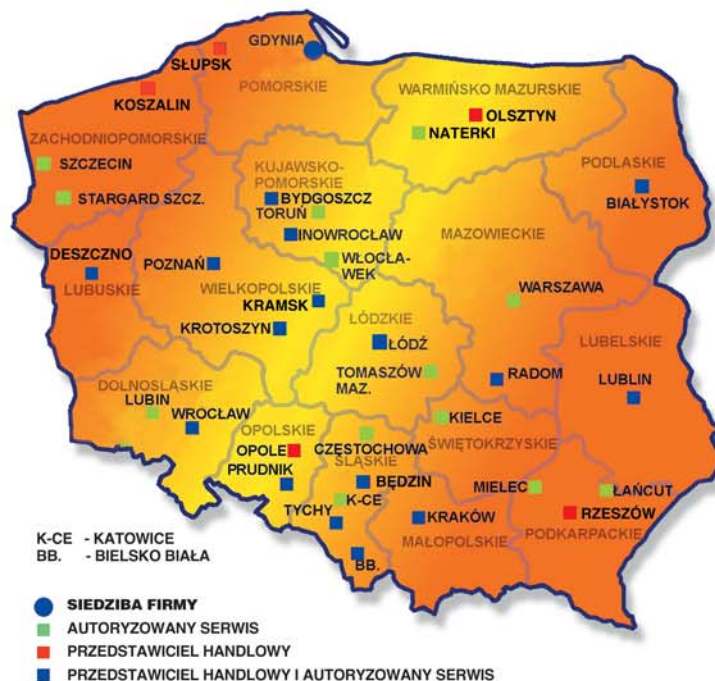 GDYNIA
SŁUPSK
POMORSKIE
WARMIŃSKO MAZURSKIE
KOSZALIN
OLSZTYN
NATERKI
ZACHODNIOPOMORSKIE
SZCZECIN
KUJAWSKO-
POMORSKIE
PODLASKIE
STARGARD SZCZ.
BYDGOSZCZ
BIAŁYSTOK
TORUŃ
INOWROCŁAW
MAZOWIECKIE
DESZCZNO
POZNAŃ
WŁOCŁA-
WEK
LUBUSKIE
WIELKOPOLSKIE
WARSZAWA
KRAMSK
ŁÓDZKIE
KROTOSZYN
ŁÓDŹ
LUBELSKIE
TOMASZÓW
MAZ.
RADOM
LUBLIN
DOLNOSLĄSKIE
LUBIN
WROCŁAW
KIELCE
OPOLSKIE
CZĘSTOCHOWA
ŚWIĘTOKRZYSKIE
OPOLE
ŚLĄSKIE
PRUDNIK
BĘDZIN
MIELEC
ŁAŃCUT
K-CE
TYCHY
KRAKÓW
RZESZÓW
MAŁOPOLSKIE
PODKARPACKIE
BB.
K-CE - KATOWICE
BB. - BIELSKO BIAŁA
SIEDZIBA FIRMY
AUTORYZOWANY SERWIS
PRZEDSTAWICIEL HANDLOWY
PRZEDSTAWICIEL HANDLOWY I AUTORYZOWANY SERWIS